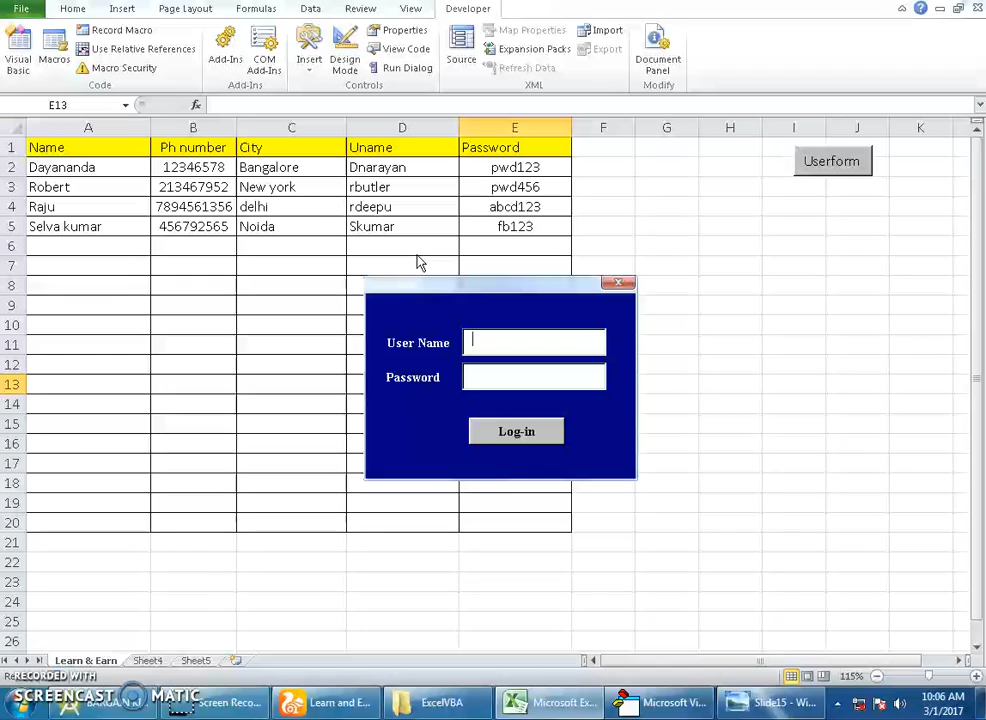 File Home Insert Page Layout Formulas Data Review View Developer
Visual Basic
Macros
Record Macro
Use Relative References
Macro Security
Code
Add-Ins
COM Add-Ins
Add-Ins
Insert
Design Mode
Properties
View Code
Run Dialog
Controls
Source
Map Properties
Expansion Packs
Refresh Data
Import
Export
XML
Document Panel
Modify
E13 fx
A B C D E F G H I J K
1 Name Ph number City Uname Password
Userform
2 Dayananda 12346578 Bangalore Dnarayan pwd123
3 Robert 213467952 New york rbutler pwd456
4 Raju 7894561356 delhi rdeepu abcd123
5 Selva kumar 456792565 Noida Skumar fb123
6
7
8
9
10
11
12
13
14
15
16
17
18
19
20
21
22
23
24
25
26
User Name
Password
Log-in
Learn & Earn Sheet4 Sheet5
115%
RECORDED WITH
SCREENCAST MATIC
Screen Reco...
Learn and E...
ExcelVBA
Microsoft Ex...
Microsoft Vi...
Slide15 - Wi...
10:06 AM
3/1/2017